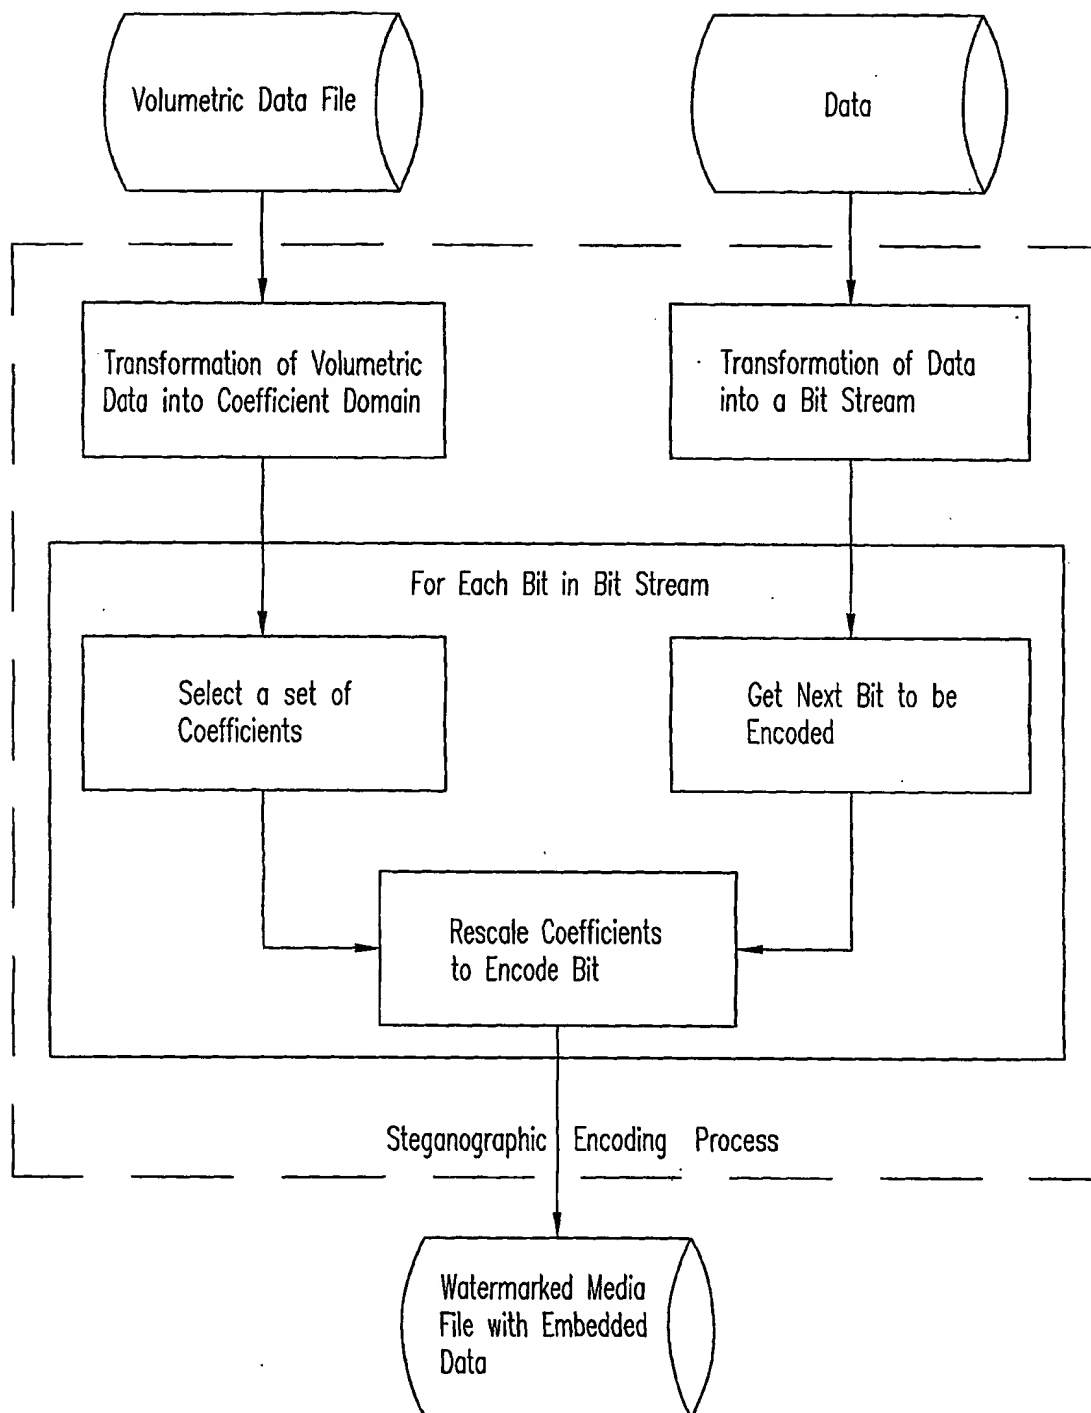 Volumetric Data File
Data
Transformation of Volumetric
Data into Coefficient Domain
Transformation of Data
into a Bit Stream
For Each Bit in Bit Stream
Select a set of
Coefficients
Get Next Bit to be
Encoded
Rescale Coefficients
to Encode Bit
Steganographic Encoding Process
Watermarked Media
File with Embedded
Data